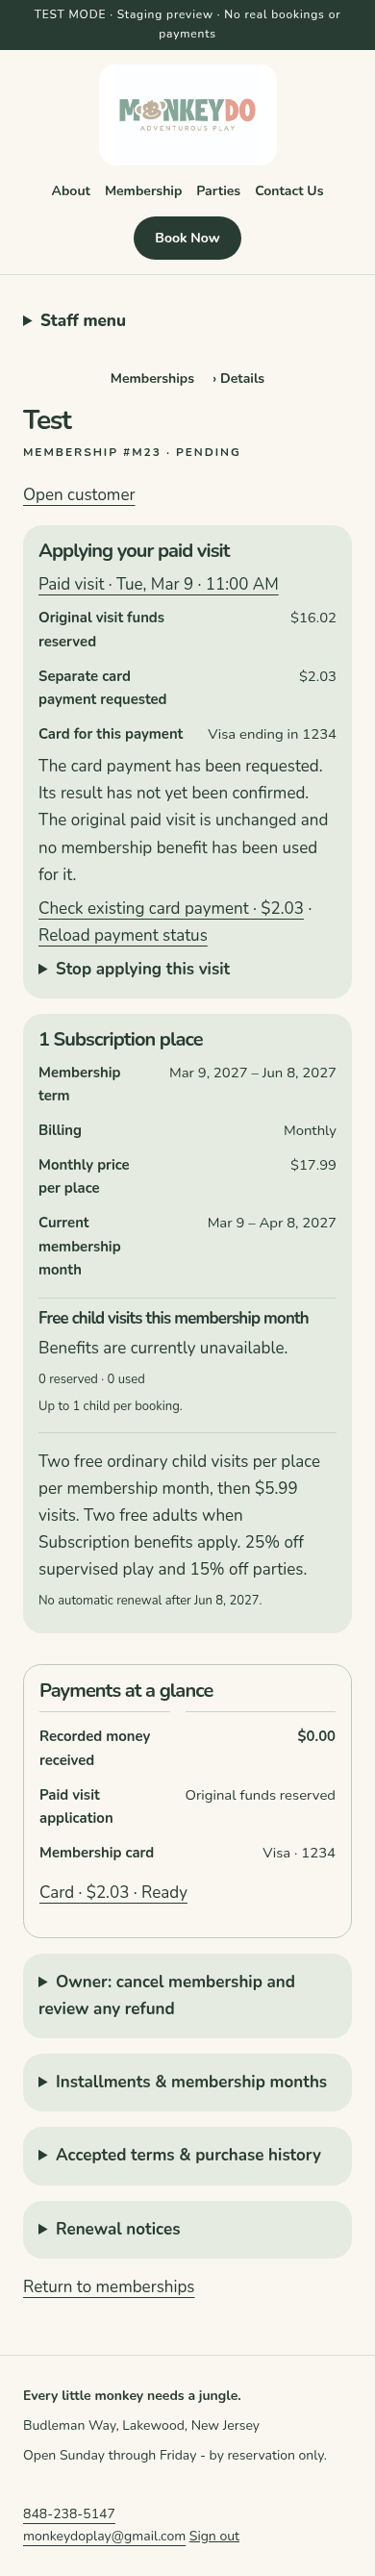 TEST MODE · Staging preview · No real bookings or
payments
MONKEYDO
ADVENTUROUS PLAY
About Membership Parties Contact Us
Book Now
Staff menu
Memberships › Details
Test
MEMBERSHIP #M23 · PENDING
Open customer
Applying your paid visit
Paid visit · Tue, Mar 9 · 11:00 AM
Original visit funds
reserved
$16.02
Separate card
payment requested
$2.03
Card for this payment Visa ending in 1234
The card payment has been requested.
Its result has not yet been confirmed.
The original paid visit is unchanged and
no membership benefit has been used
for it.
Check existing card payment · $2.03 ·
Reload payment status
Stop applying this visit
1 Subscription place
Membership
term
Mar 9, 2027 – Jun 8, 2027
Billing Monthly
Monthly price
per place
$17.99
Current
membership
month
Mar 9 – Apr 8, 2027
Free child visits this membership month
Benefits are currently unavailable.
0 reserved · 0 used
Up to 1 child per booking.
Two free ordinary child visits per place
per membership month, then $5.99
visits. Two free adults when
Subscription benefits apply. 25% off
supervised play and 15% off parties.
No automatic renewal after Jun 8, 2027.
Payments at a glance
Recorded money
received
$0.00
Paid visit
application
Original funds reserved
Membership card Visa · 1234
Card · $2.03 · Ready
Owner: cancel membership and
review any refund
Installments & membership months
Accepted terms & purchase history
Renewal notices
Return to memberships
Every little monkey needs a jungle.
Budleman Way, Lakewood, New Jersey
Open Sunday through Friday - by reservation only.
848-238-5147
monkeydoplay@gmail.com Sign out